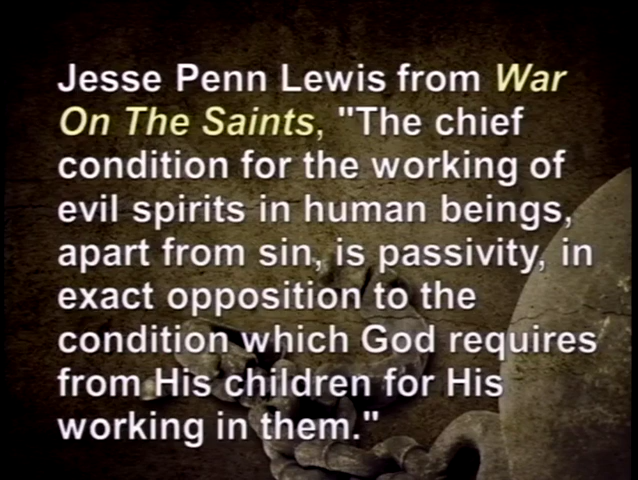 Jesse Penn Lewis from War
On The Saints, "The chief
condition for the working of
evil spirits in human beings,
apart from sin, is passivity, in
exact opposition to the
condition which God requires
from His children for His
working in them."